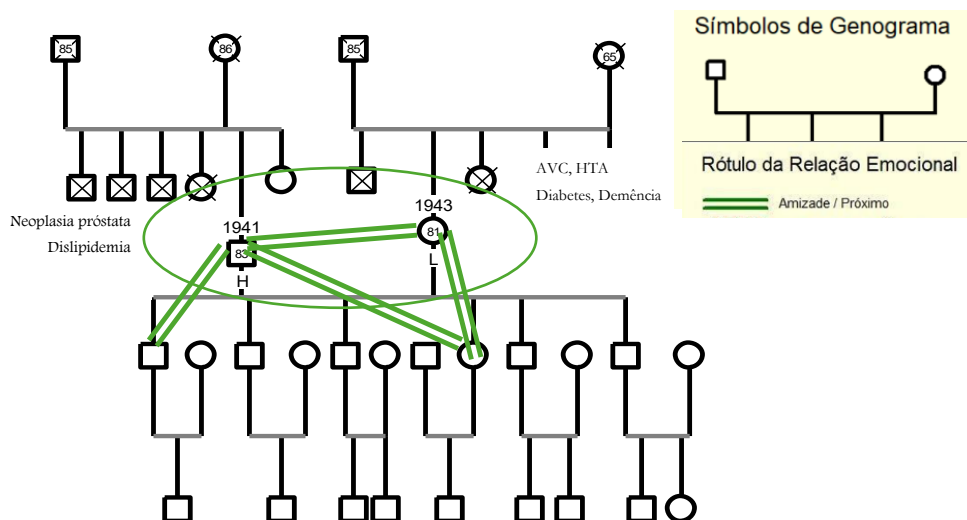 85
86
85
65
Símbolos de Genograma
Rótulo da Relação Emocional
Amizade / Próximo
AVC, HTA
Diabetes, Demência
Neoplasia próstata
Dislipidemia
1941
1943
83
81
H
L